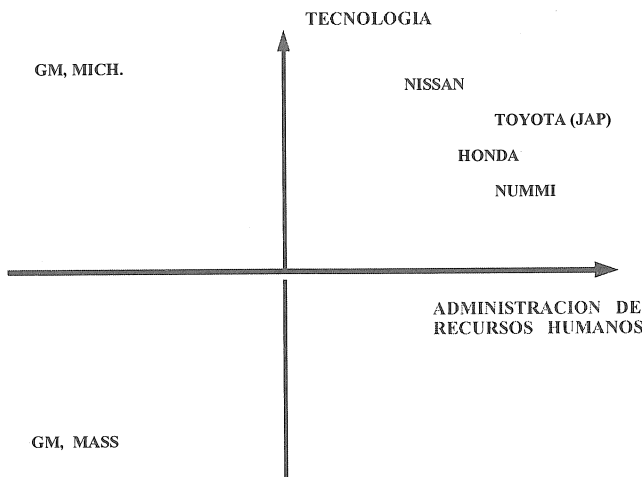 TECNOLOGIA
GM, MICH.
NISSAN
TOYOTA (JAP)
HONDA
NUMMI
ADMINISTRACION DE
RECURSOS HUMANOS
GM, MASS